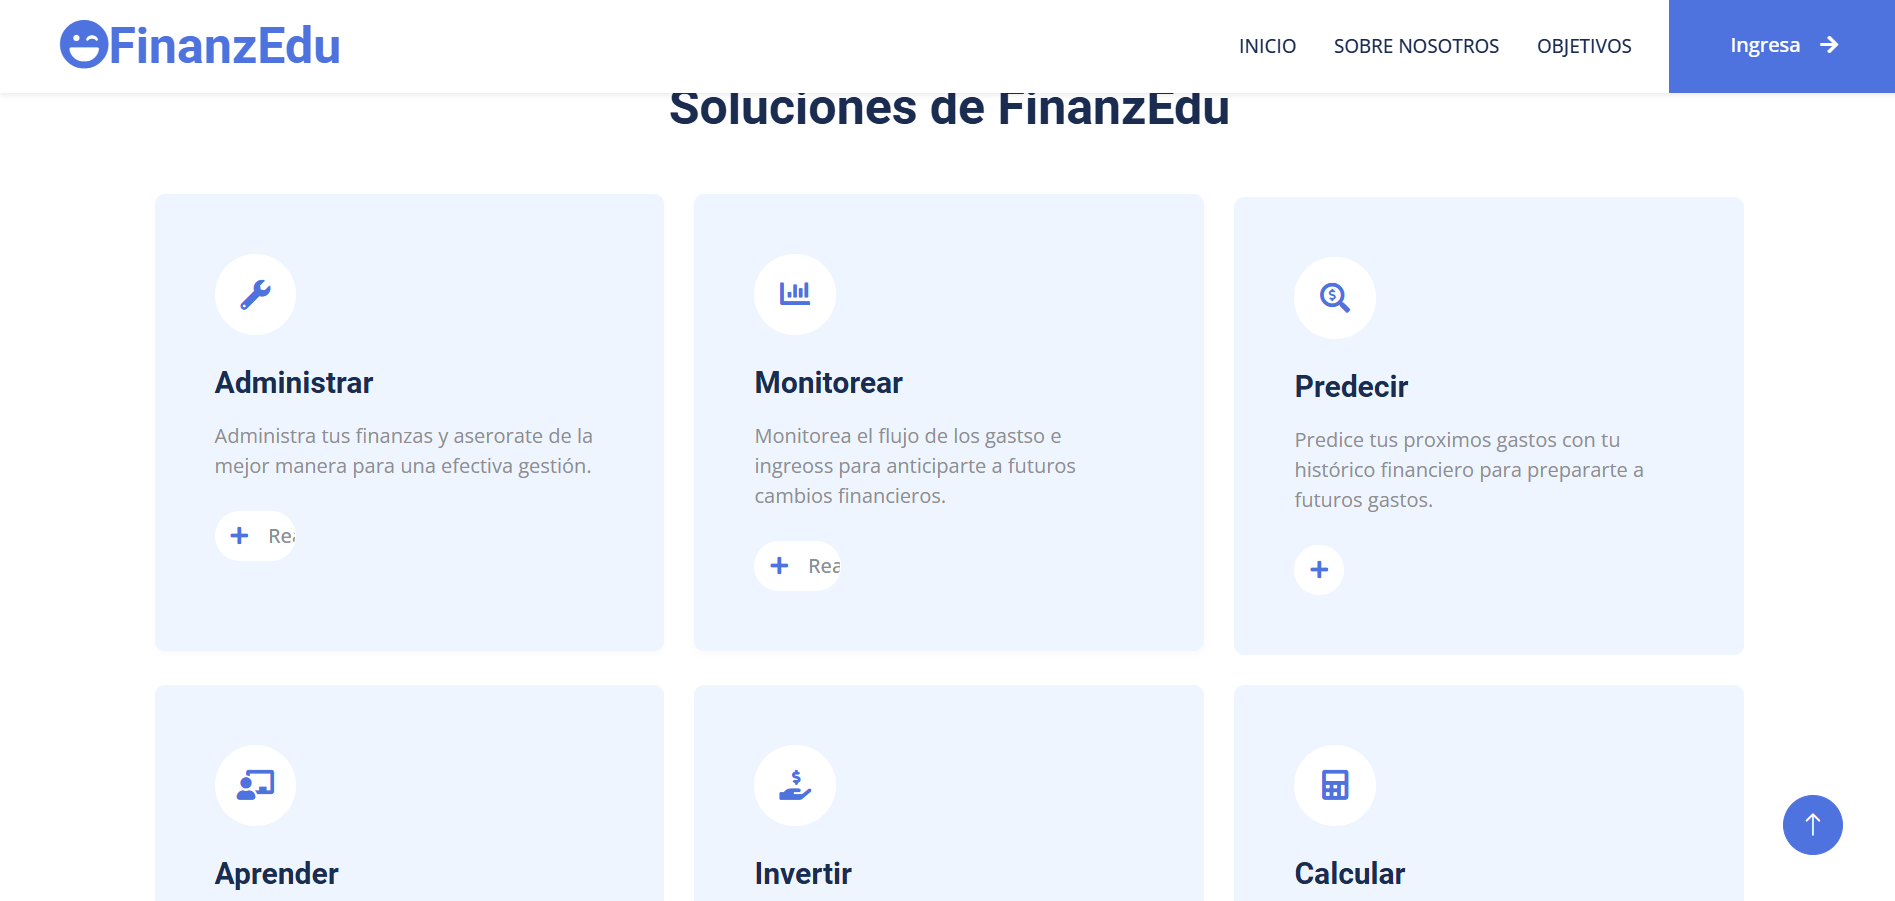 FinanzEdu
INICIO
SOBRE NOSOTROS
OBJETIVOS
Ingresa
Soluciones de FinanzEdu
Administrar
Administra tus finanzas y aserorate de la
mejor manera para una efectiva gestión.
Rea
Monitorear
Monitorea el flujo de los gastso e
ingreoss para anticiparte a futuros
cambios financieros.
Rea
Predecir
Predice tus proximos gastos con tu
histórico financiero para prepararte a
futuros gastos.
Aprender
Invertir
Calcular